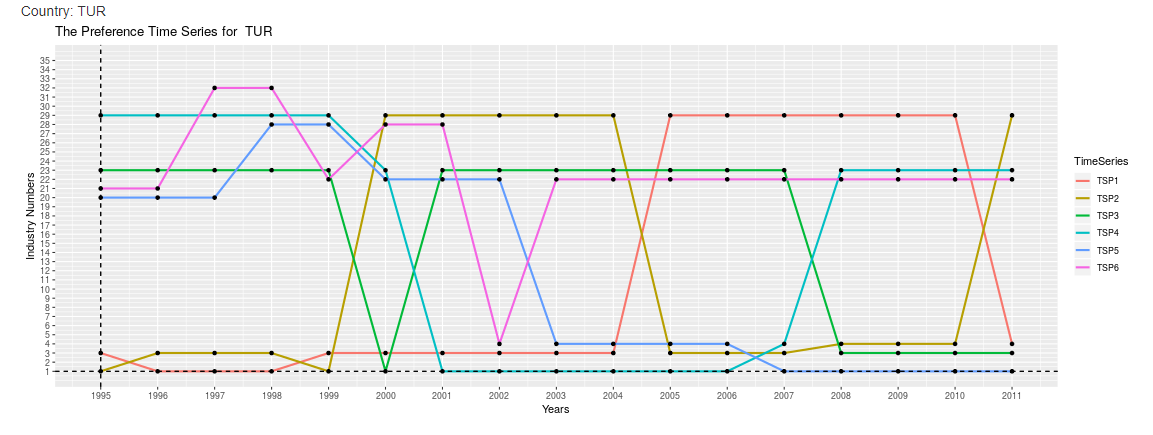 Country: TUR
The Preference Time Series for TUR
35
34
33
32
31
30
29
28
27
26
25
24
23
22
21
20
19
18
17
16
15
14
13
12
11
10
9
8
7
6
5
4
3
2
1
Industry Numbers
1995 1996 1997 1998 1999 2000 2001 2002 2003 2004 2005 2006 2007 2008 2009 2010 2011
Years
TimeSeries
TSP1
TSP2
TSP3
TSP4
TSP5
TSP6